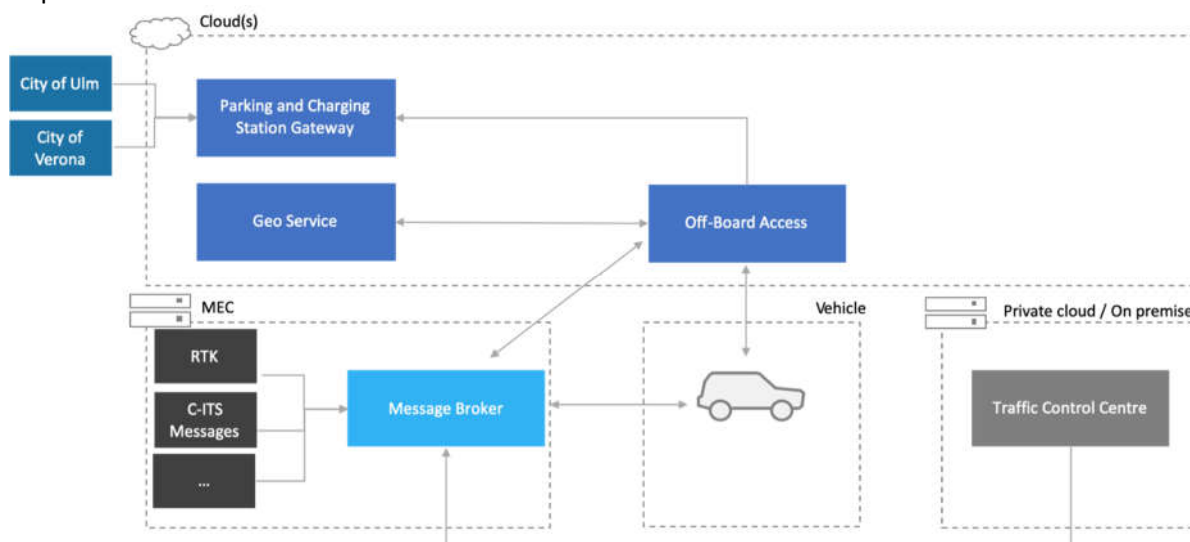 Cloud(s)
City of Ulm
City of
Verona
Parking and Charging
Station Gateway
Geo Service
Off-Board Access
MEC
Vehicle
Private cloud / On premise
RTK
C-ITS
Messages
...
Message Broker
Traffic Control Centre